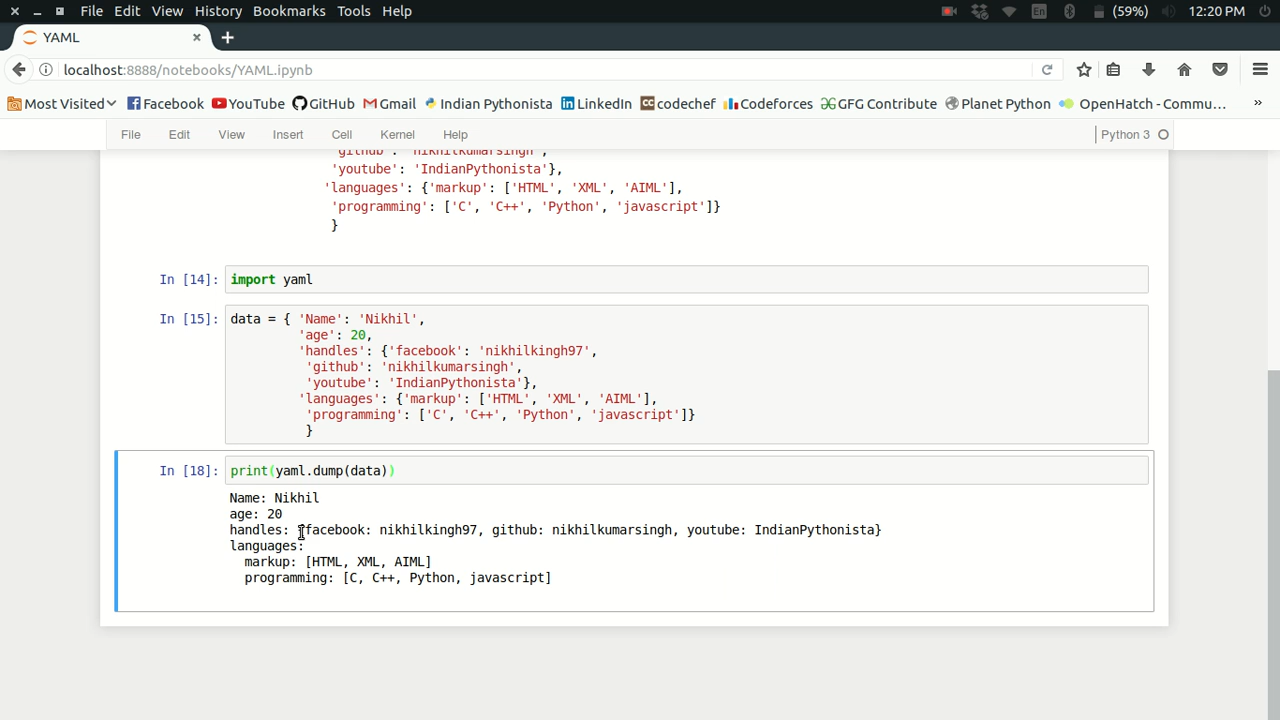 File Edit View History Bookmarks Tools Help En (59%) 12:20 PM
YAML
localhost:8888/notebooks/YAML.ipynb
Most Visited Facebook YouTube GitHub Gmail Indian Pythonista LinkedIn codechef Codeforces GFG Contribute Planet Python OpenHatch - Commu... »
File Edit View Insert Cell Kernel Help Python 3
'github': 'nikhilkumarsingh',
'youtube': 'IndianPythonista'},
'languages': {'markup': ['HTML', 'XML', 'AIML'],
'programming': ['C', 'C++', 'Python', 'javascript']}
}
In [14]: import yaml
In [15]: data = { 'Name': 'Nikhil',
'age': 20,
'handles': {'facebook': 'nikhilkingh97',
'github': 'nikhilkumarsingh',
'youtube': 'IndianPythonista'},
'languages': {'markup': ['HTML', 'XML', 'AIML'],
'programming': ['C', 'C++', 'Python', 'javascript']}
}
In [18]: print(yaml.dump(data))
Name: Nikhil
age: 20
handles: {facebook: nikhilkingh97, github: nikhilkumarsingh, youtube: IndianPythonista}
languages:
markup: [HTML, XML, AIML]
programming: [C, C++, Python, javascript]